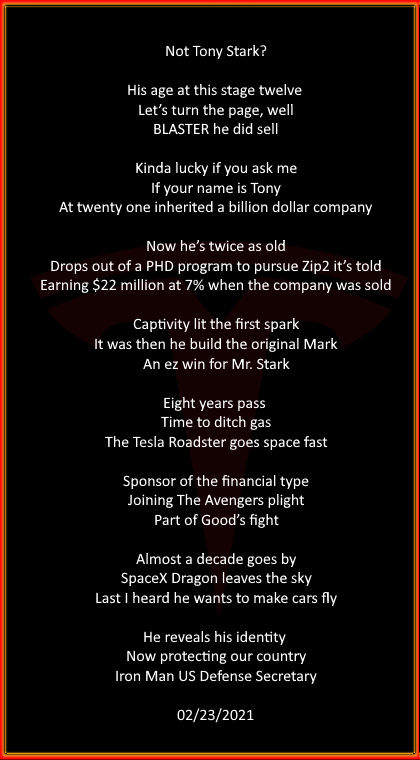 Not Tony Stark?
His age at this stage twelve
Let's turn the page, well
BLASTER he did sell
Kinda lucky if you ask me
If your name is Tony
At twenty one inherited a billion dollar company
Now he's twice as old
Drops out of a PHD program to pursue Zip2 it's told
Earning $22 million at 7% when the company was sold
Captivity lit the first spark
It was then he build the original Mark
An ez win for Mr. Stark
Eight years pass
Time to ditch gas
The Tesla Roadster goes space fast
Sponsor of the financial type
Joining The Avengers plight
Part of Good's fight
Almost a decade goes by
SpaceX Dragon leaves the sky
Last I heard he wants to make cars fly
He reveals his identity
Now protecting our country
Iron Man US Defense Secretary
02/23/2021